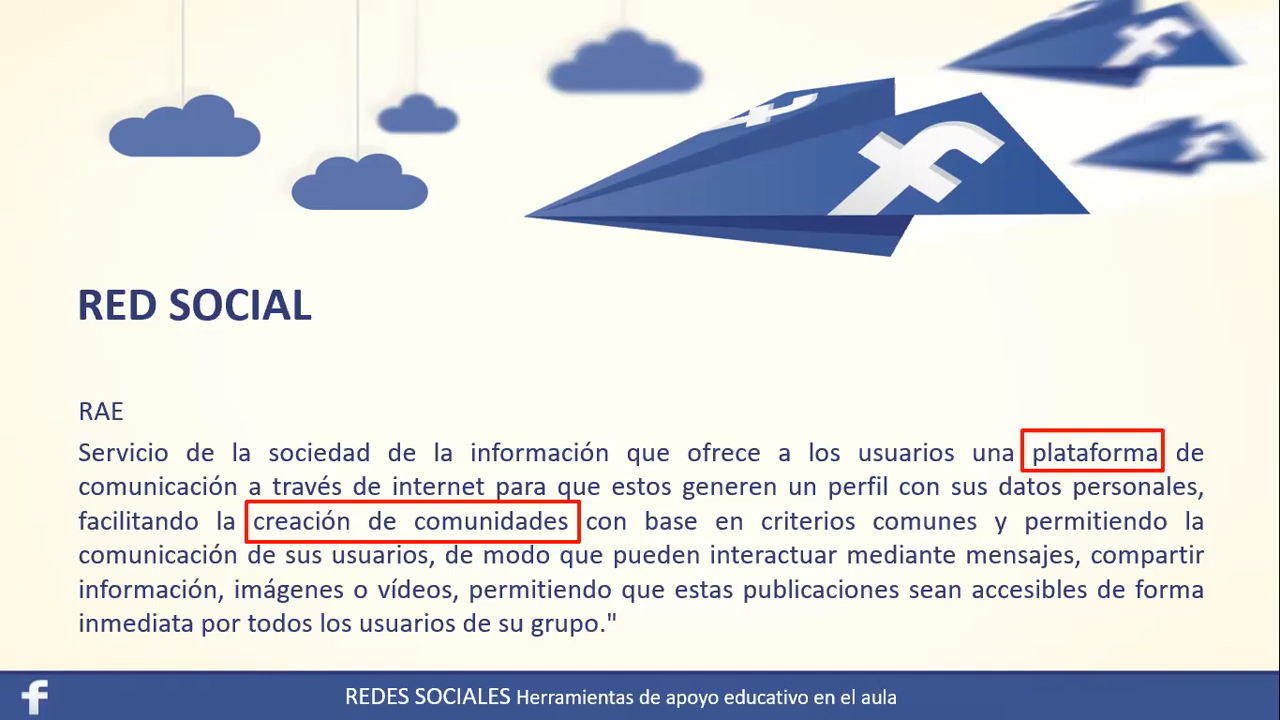 RED SOCIAL
RAE
Servicio de la sociedad de la información que ofrece a los usuarios una plataforma de
comunicación a través de internet para que estos generen un perfil con sus datos personales,
facilitando la creación de comunidades con base en criterios comunes y permitiendo la
comunicación de sus usuarios, de modo que pueden interactuar mediante mensajes, compartir
información, imágenes o vídeos, permitiendo que estas publicaciones sean accesibles de forma
inmediata por todos los usuarios de su grupo."
REDES SOCIALES Herramientas de apoyo educativo en el aula